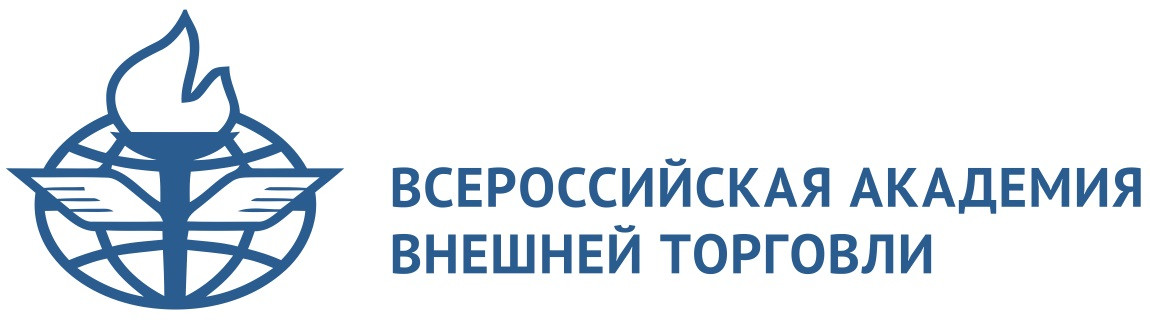 ВСЕРОССИЙСКАЯ АКАДЕМИЯ
ВНЕШНЕЙ ТОРГОВЛИ